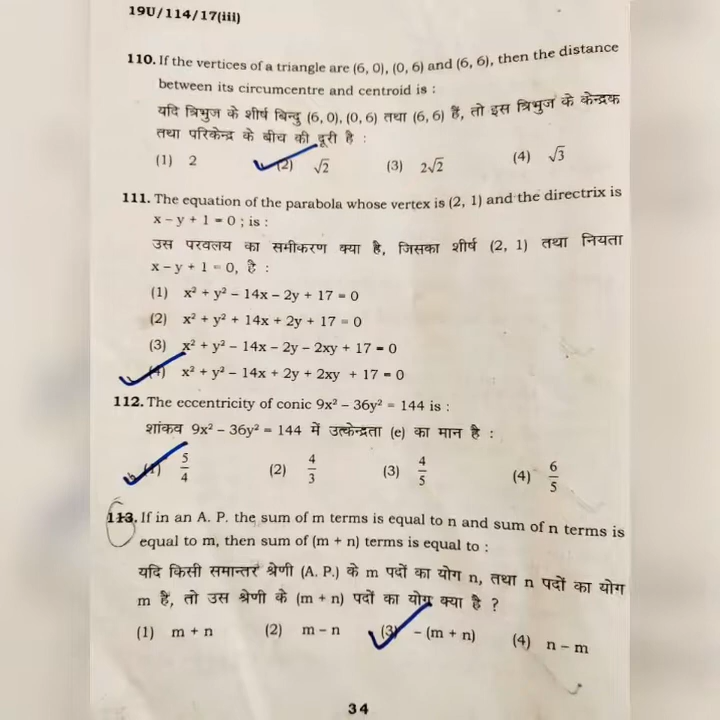 19U/114/17(iii)
110. If the vertices of a triangle are (6, 0), (0, 6) and (6, 6), then the distance
between its circumcentre and centroid is :
यदि त्रिभुज के शीर्ष बिन्दु (6, 0), (0, 6) तथा (6, 6) हैं, तो इस त्रिभुज के केन्द्रक
तथा परिकेन्द्र के बीच की दूरी है :
(1) 2 (2) √2 (3) 2√2 (4) √3
111. The equation of the parabola whose vertex is (2, 1) and the directrix is
x – y + 1 = 0 ; is :
उस परवलय का समीकरण क्या है, जिसका शीर्ष (2, 1) तथा नियता
x – y + 1 = 0, है :
(1) x² + y² – 14x – 2y + 17 = 0
(2) x² + y² + 14x + 2y + 17 = 0
(3) x² + y² – 14x – 2y – 2xy + 17 = 0
(4) x² + y² – 14x + 2y + 2xy + 17 = 0
112. The eccentricity of conic 9x² – 36y² = 144 is :
शांकव 9x² – 36y² = 144 में उत्केन्द्रता (e) का मान है :
(1) 5/4 (2) 4/3 (3) 4/5 (4) 6/5
113. If in an A. P. the sum of m terms is equal to n and sum of n terms is
equal to m, then sum of (m + n) terms is equal to :
यदि किसी समान्तर श्रेणी (A. P.) के m पदों का योग n, तथा n पदों का योग
m है, तो उस श्रेणी के (m + n) पदों का योग क्या है ?
(1) m + n (2) m – n (3) – (m + n) (4) n – m
34